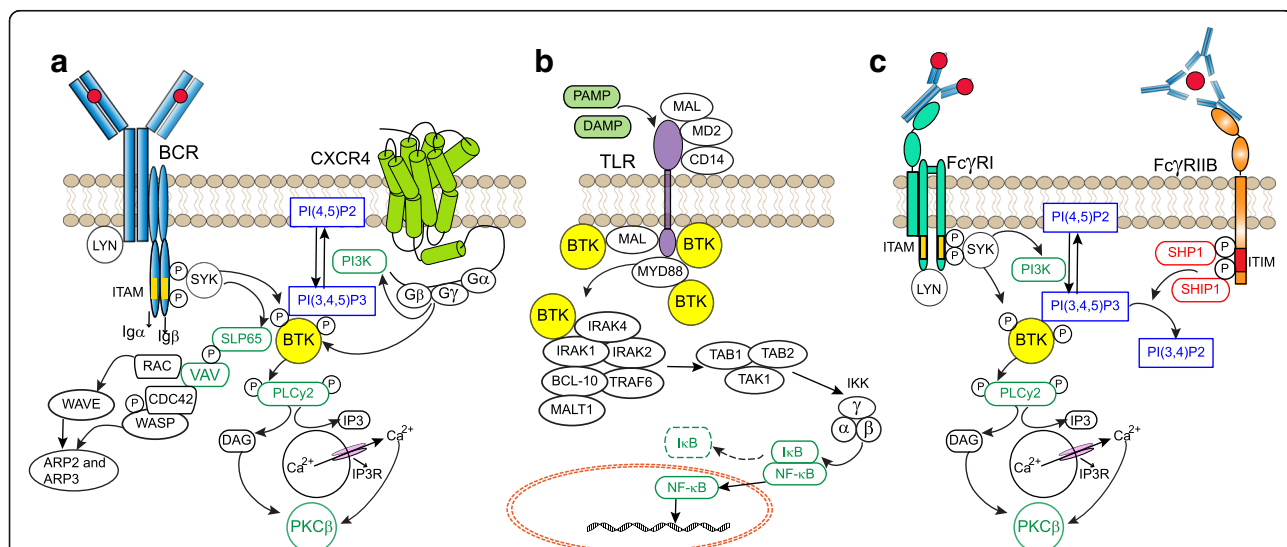 a
BCR
CXCR4
PI(4,5)P2
LYN
PI3K
ITAM
P
P
SYK
Gβ
Gγ
Gα
PI(3,4,5)P3
Igα
Igβ
P
P
BTK
SLP65
P
RAC
VAV
P
CDC42
WASP
WAVE
ARP2 and
ARP3
P
P
PLCy2
IP3
DAG
Ca2+
Ca2+
IP3R
PKCβ
b
PAMP
DAMP
MAL
MD2
CD14
TLR
BTK
MAL
BTK
MYD88
BTK
BTK
IRAK4
IRAK1
IRAK2
BCL-10
TRAF6
MALT1
TAB1
TAB2
TAK1
IKK
γ
α
β
IκB
IκB
NF-κB
NF-κB
c
FcγRI
FcγRIIB
PI(4,5)P2
ITAM
P
P
SYK
LYN
PI3K
SHP1
P
P
SHIP1
ITIM
PI(3,4,5)P3
PI(3,4)P2
P
P
BTK
P
P
PLCy2
IP3
DAG
Ca2+
Ca2+
IP3R
PKCβ